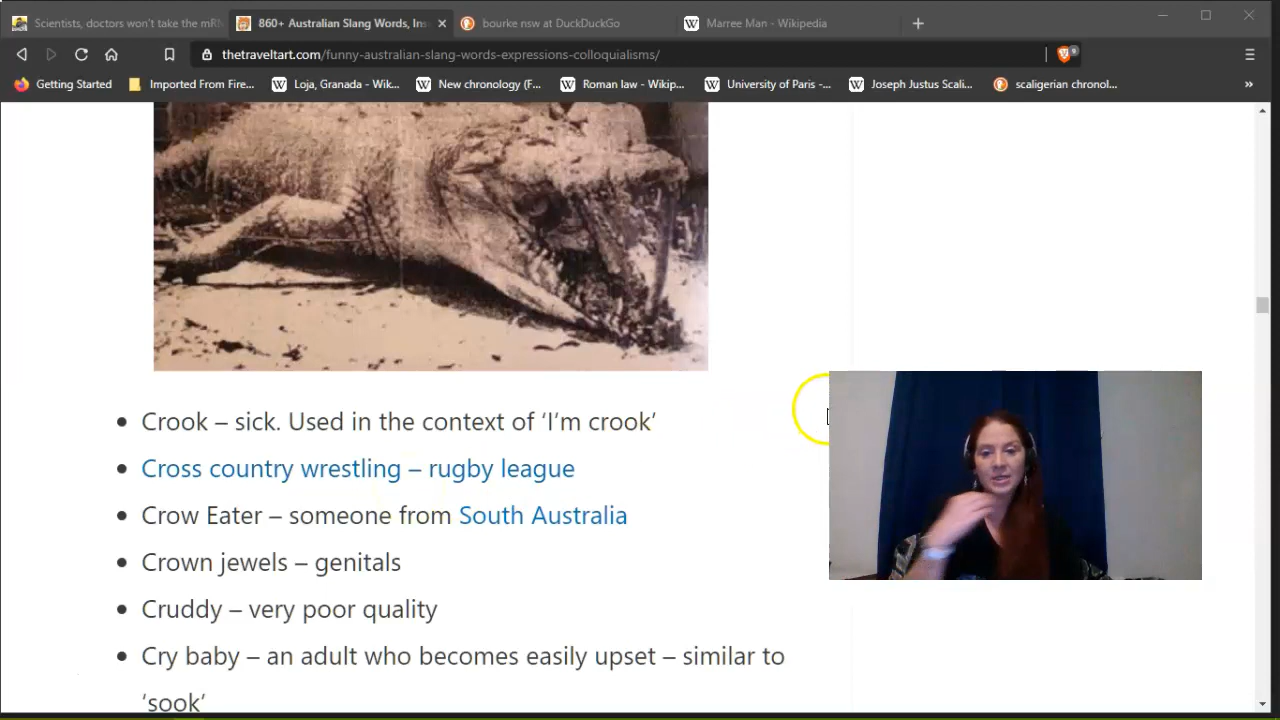 Scientists, doctors won't take the mR
860+ Australian Slang Words, Ins
bourke nsw at DuckDuckGo
Marree Man - Wikipedia
thetraveltart.com/funny-australian-slang-words-expressions-colloquialisms/
9
Getting Started
Imported From Fire...
Loja, Granada - Wik...
New chronology (F...
Roman law - Wikip...
University of Paris -...
Joseph Justus Scali...
scaligerian chronol...
Crook – sick. Used in the context of ‘I’m crook’
Cross country wrestling – rugby league
Crow Eater – someone from South Australia
Crown jewels – genitals
Cruddy – very poor quality
Cry baby – an adult who becomes easily upset – similar to
‘sook’